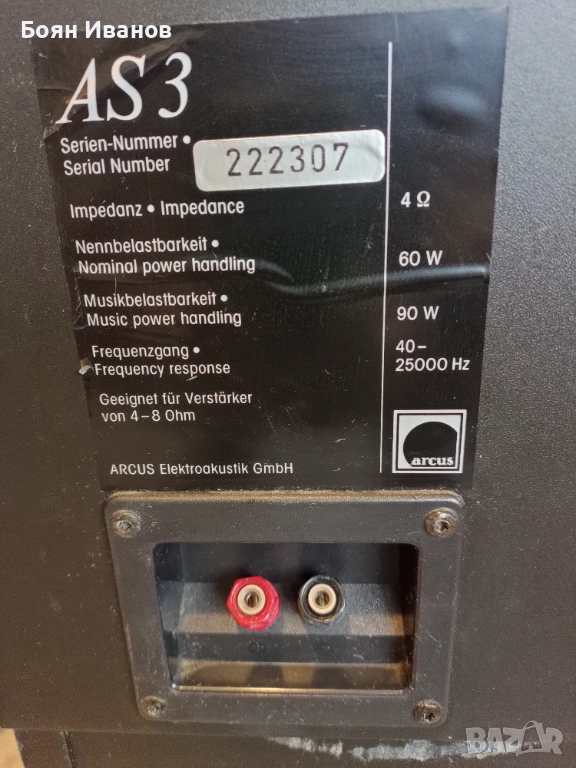 Боян Иванов
AS 3
Serien-Nummer •
Serial Number
222307
Impedanz • Impedance
4 Ω
Nennbelastbarkeit •
Nominal power handling
60 W
Musikbelastbarkeit •
Music power handling
90 W
Frequenzgang •
Frequency response
40–
25000 Hz
Geeignet für Verstärker
von 4–8 Ohm
ARCUS Elektroakustik GmbH
arcus
BAZAR